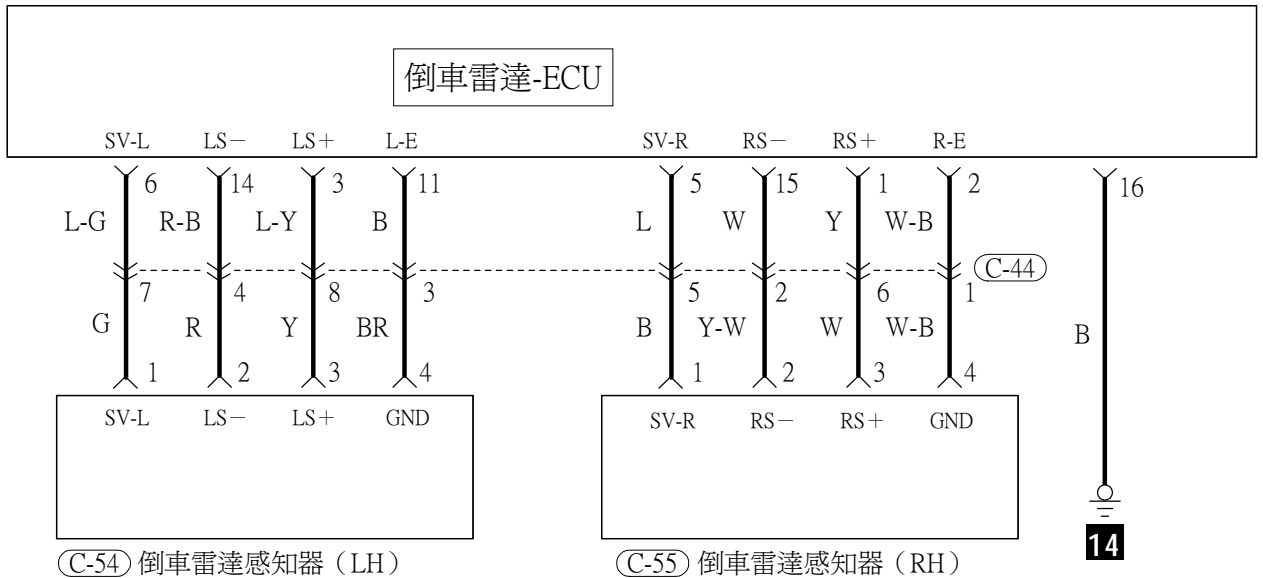 倒車雷達-ECU
SV-L LS－ LS＋ L-E SV-R RS－ RS＋ R-E
6 14 3 11 5 15 1 2 16
L-G R-B L-Y B L W Y W-B
C-44
7 4 8 3 5 2 6 1
G R Y BR B Y-W W W-B B
1 2 3 4 1 2 3 4
SV-L LS－ LS＋ GND SV-R RS－ RS＋ GND
14
C-54 倒車雷達感知器（LH） C-55 倒車雷達感知器（RH）